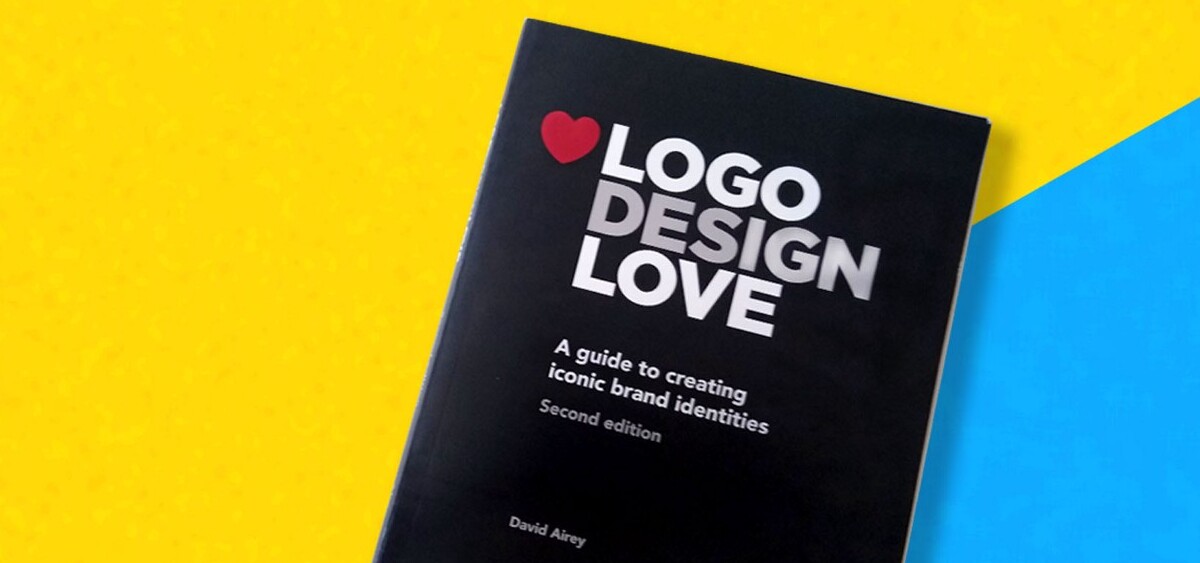 LOGO
DESIGN
LOVE
A guide to creating
iconic brand identities
Second edition
David Airey